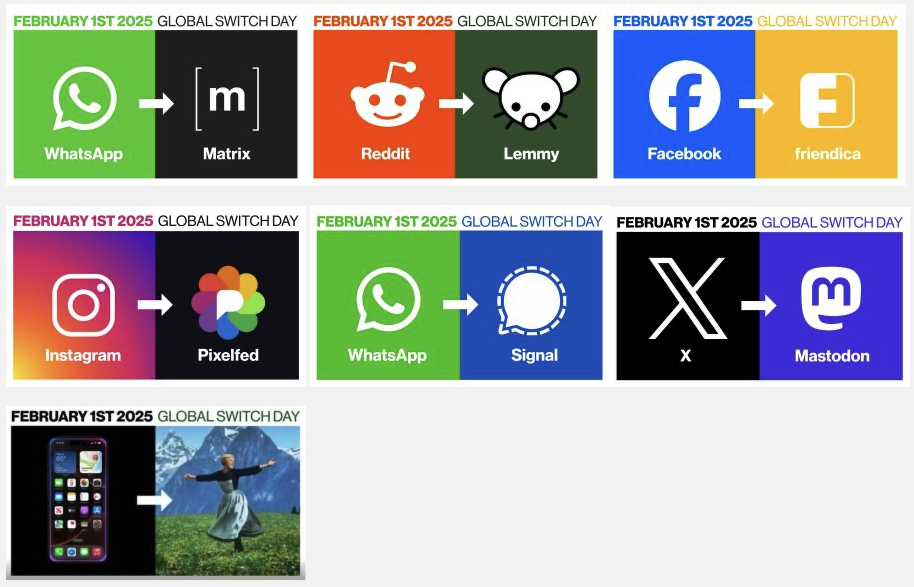 FEBRUARY 1ST 2025 GLOBAL SWITCH DAY
WhatsApp
m
Matrix
FEBRUARY 1ST 2025 GLOBAL SWITCH DAY
Reddit
Lemmy
FEBRUARY 1ST 2025 GLOBAL SWITCH DAY
Facebook
friendica
FEBRUARY 1ST 2025 GLOBAL SWITCH DAY
Instagram
Pixelfed
FEBRUARY 1ST 2025 GLOBAL SWITCH DAY
WhatsApp
Signal
FEBRUARY 1ST 2025 GLOBAL SWITCH DAY
X
Mastodon
FEBRUARY 1ST 2025 GLOBAL SWITCH DAY